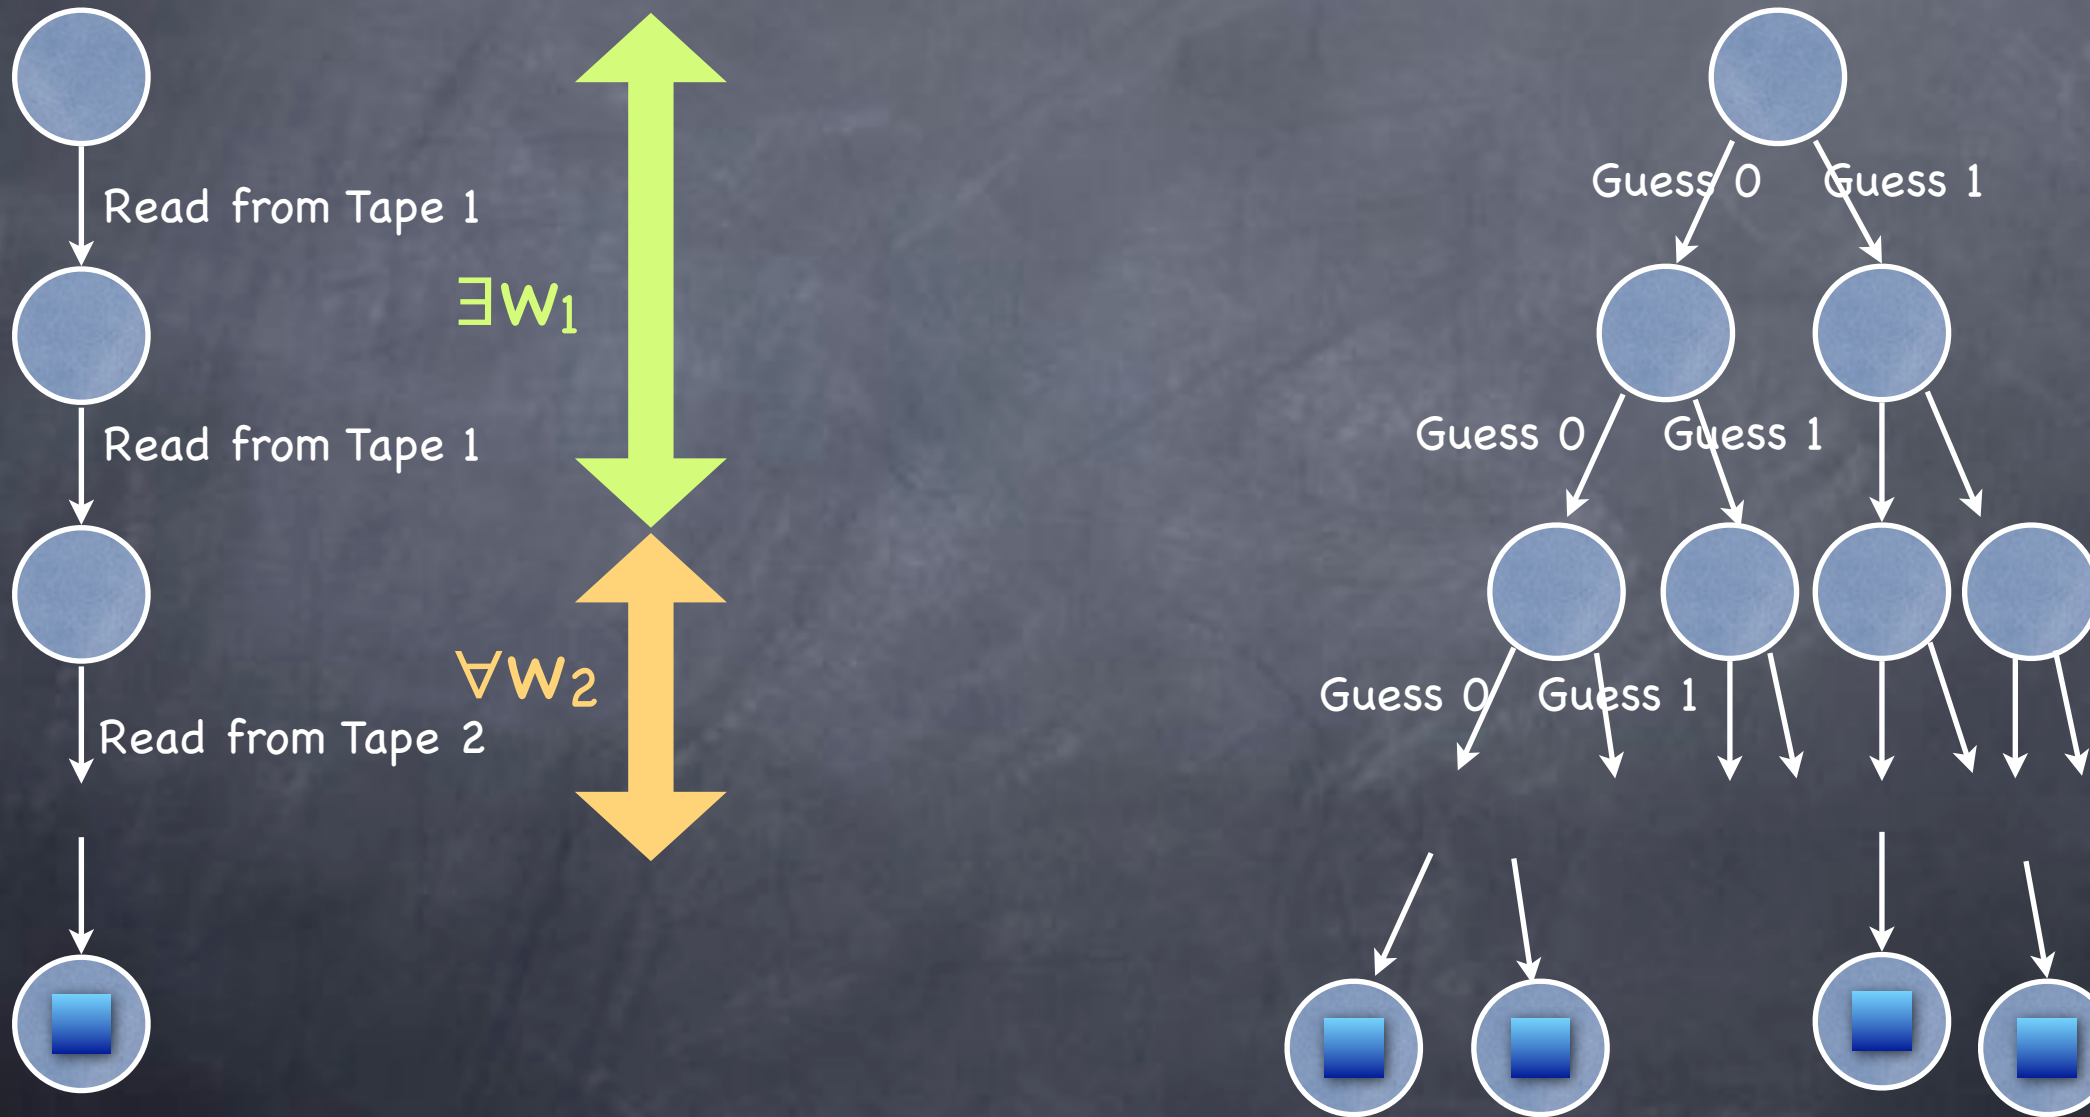 Read from Tape 1
∃w₁
Read from Tape 1
∀w₂
Read from Tape 2
Guess 0 Guess 1
Guess 0 Guess 1
Guess 0 Guess 1